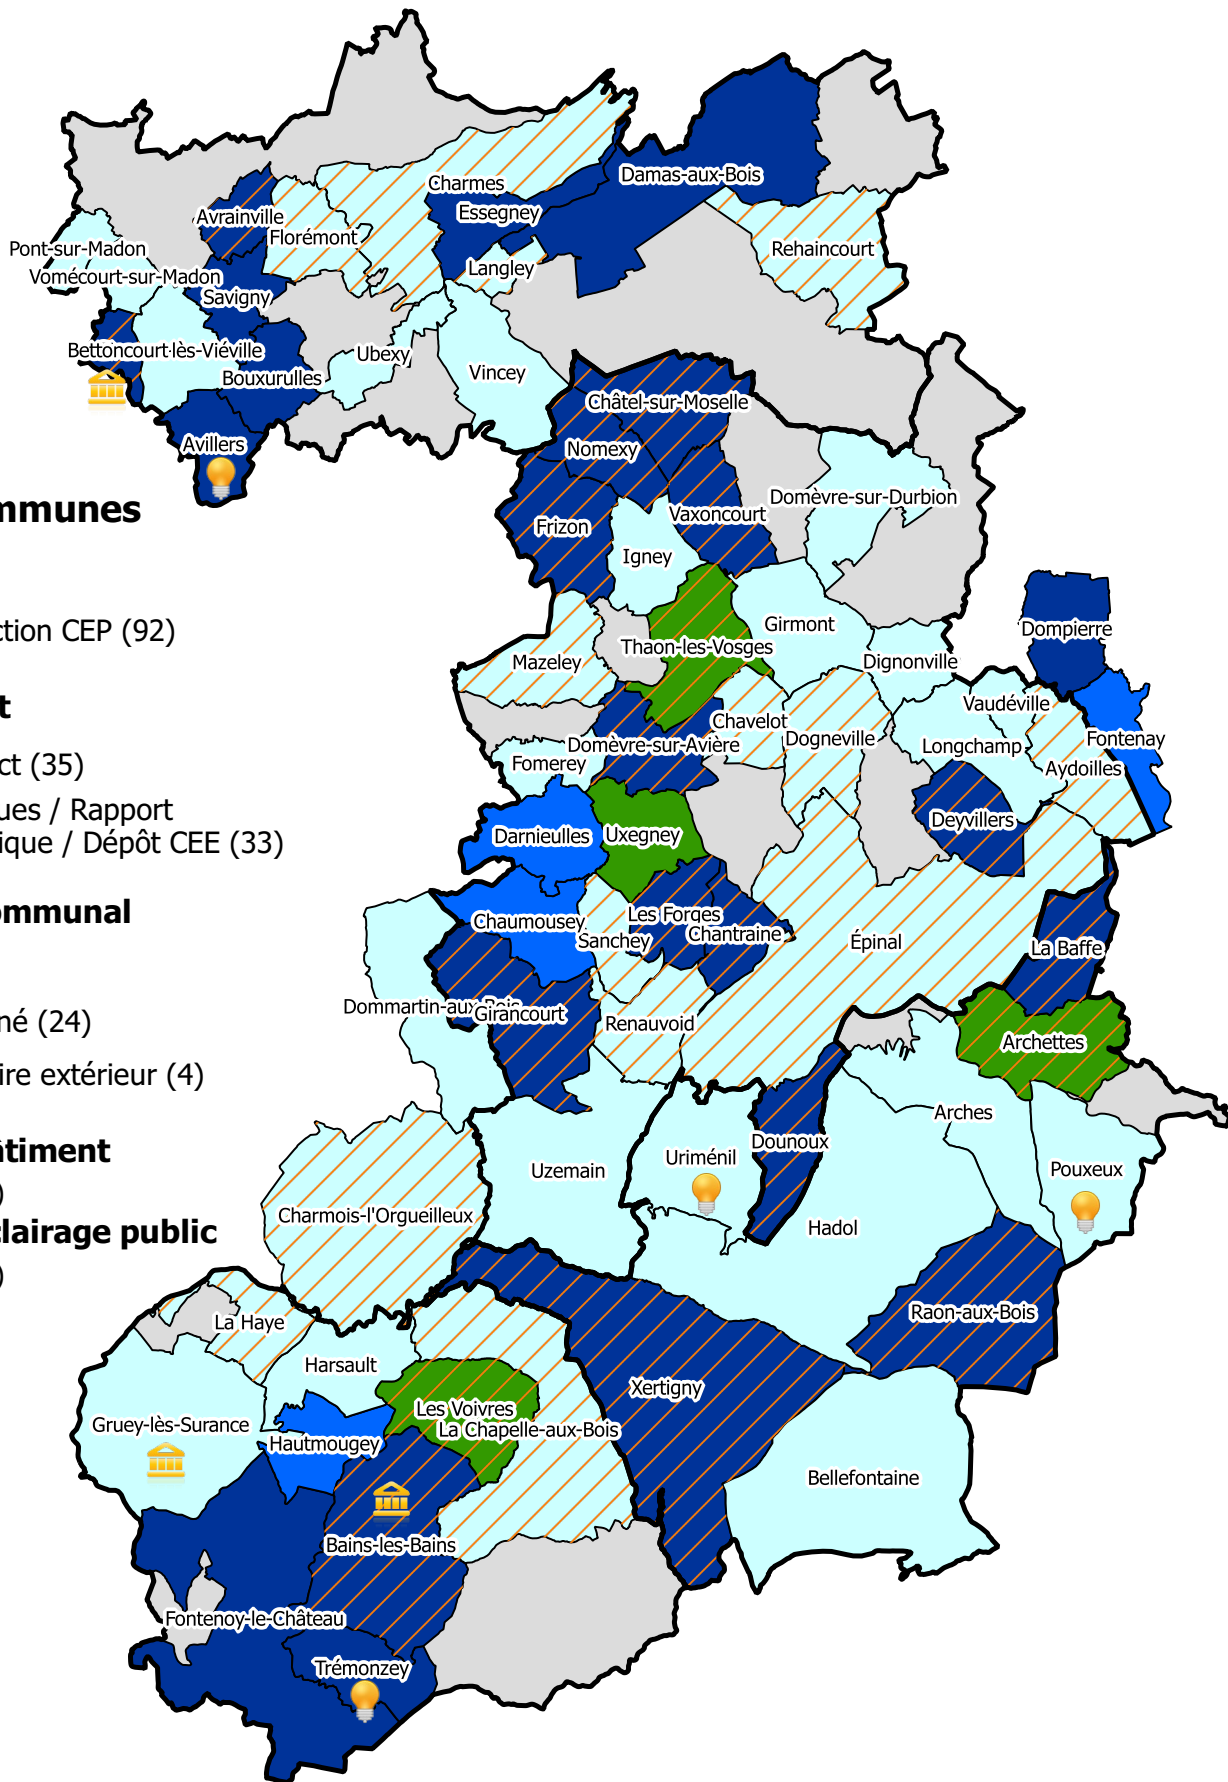 Charmes
Damas-aux-Bois
Essegney
Avrainville
Florémont
Rehaincourt
Pont-sur-Madon
Langley
Vomécourt-sur-Madon
Savigny
Bettoncourt-lès-Viéville
Ubexy
Vincey
Bouxurulles
Châtel-sur-Moselle
Avillers
Nomexy
Domèvre-sur-Durbion
mmunes
Vaxoncourt
Frizon
Igney
ction CEP (92)
Girmont
Dompierre
Thaon-les-Vosges
Mazeley
Dignonville
t
Vaudéville
Chavelot
Dogneville
Fontenay
Domèvre-sur-Avière
Longchamp
Fomerey
Aydoilles
ct (35)
ues / Rapport
Deyvillers
Darnieulles
Uxegney
ique / Dépôt CEE (33)
ommunal
Chaumousey
Les Forges
Chantraine
Sanchey
Épinal
La Baffe
Dommartin-aux-Bois
Girancourt
Renauvoid
né (24)
Archettes
ire extérieur (4)
Arches
âtiment
Dounoux
Uriménil
Uzemain
Pouxeux
)
Charmois-l'Orgueilleux
Hadol
clairage public
)
Raon-aux-Bois
La Haye
Harsault
Xertigny
Les Voivres
Gruey-lès-Surance
La Chapelle-aux-Bois
Hautmougey
Bellefontaine
Bains-les-Bains
Fontenoy-le-Château
Trémonzey